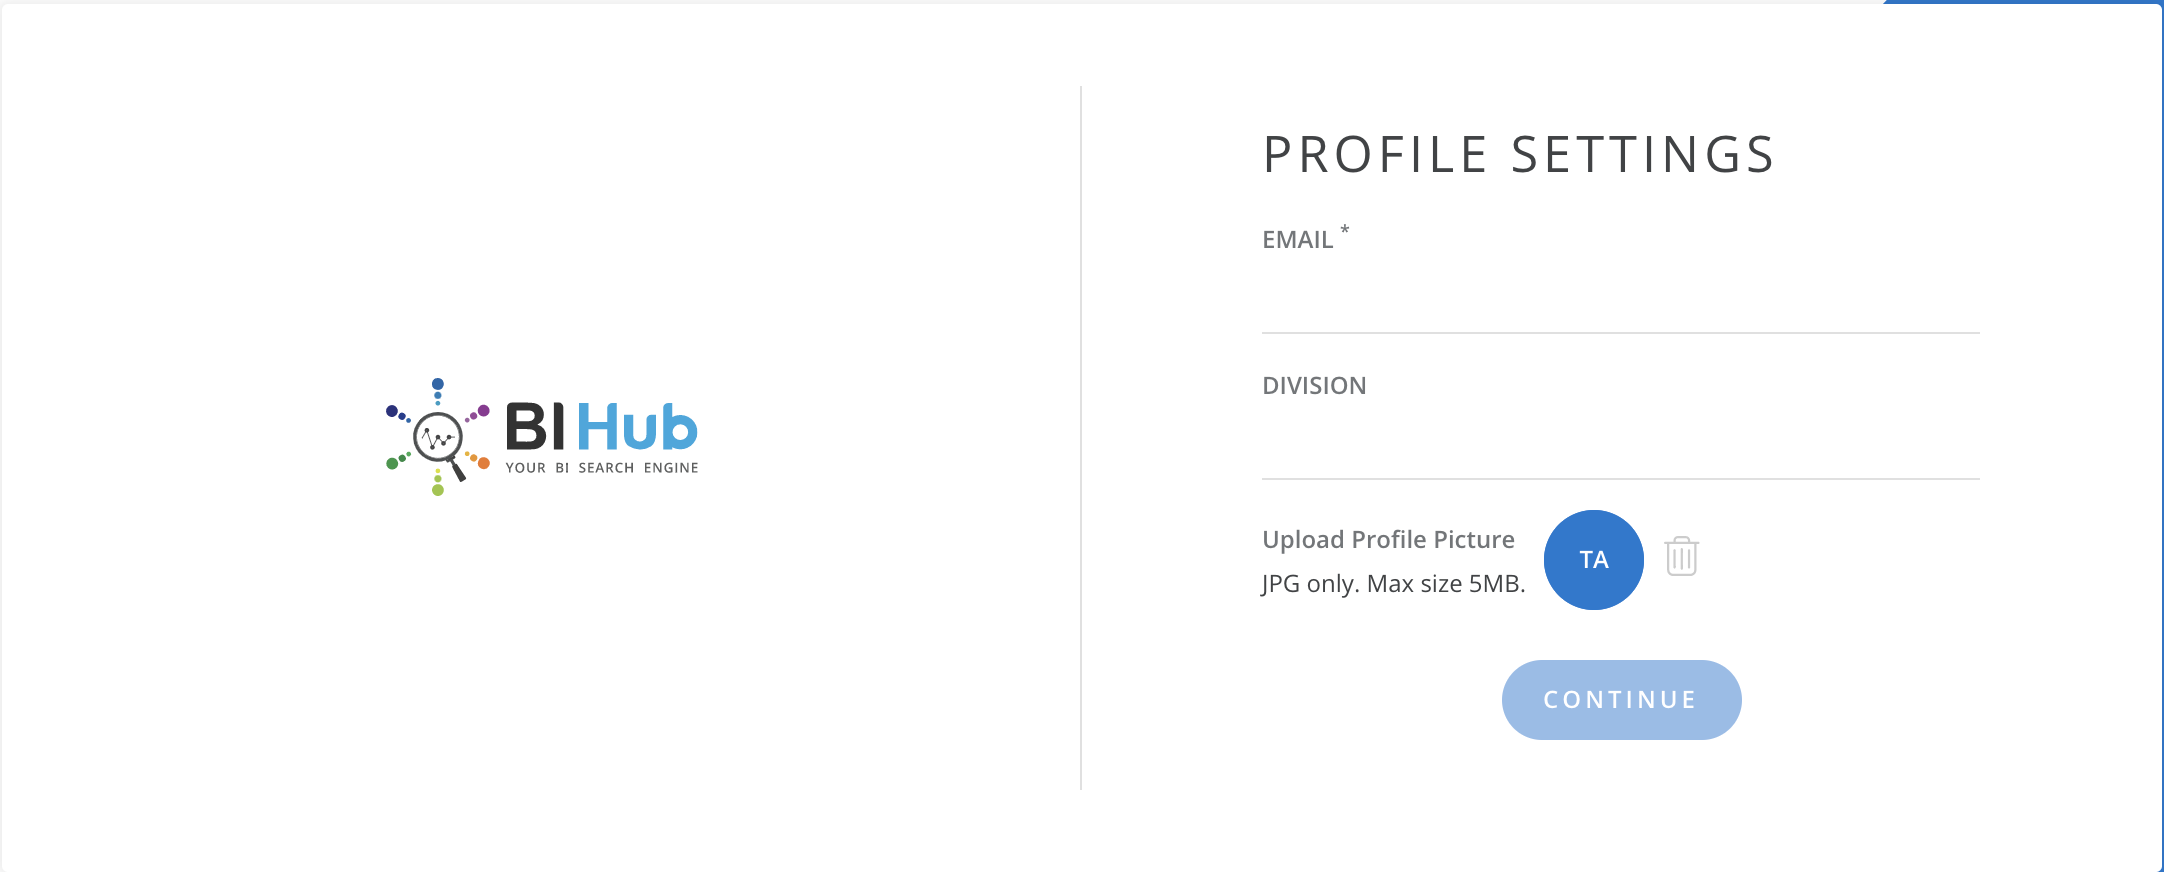 BI Hub
YOUR BI SEARCH ENGINE
PROFILE SETTINGS
EMAIL *
DIVISION
Upload Profile Picture
JPG only. Max size 5MB.
TA
CONTINUE